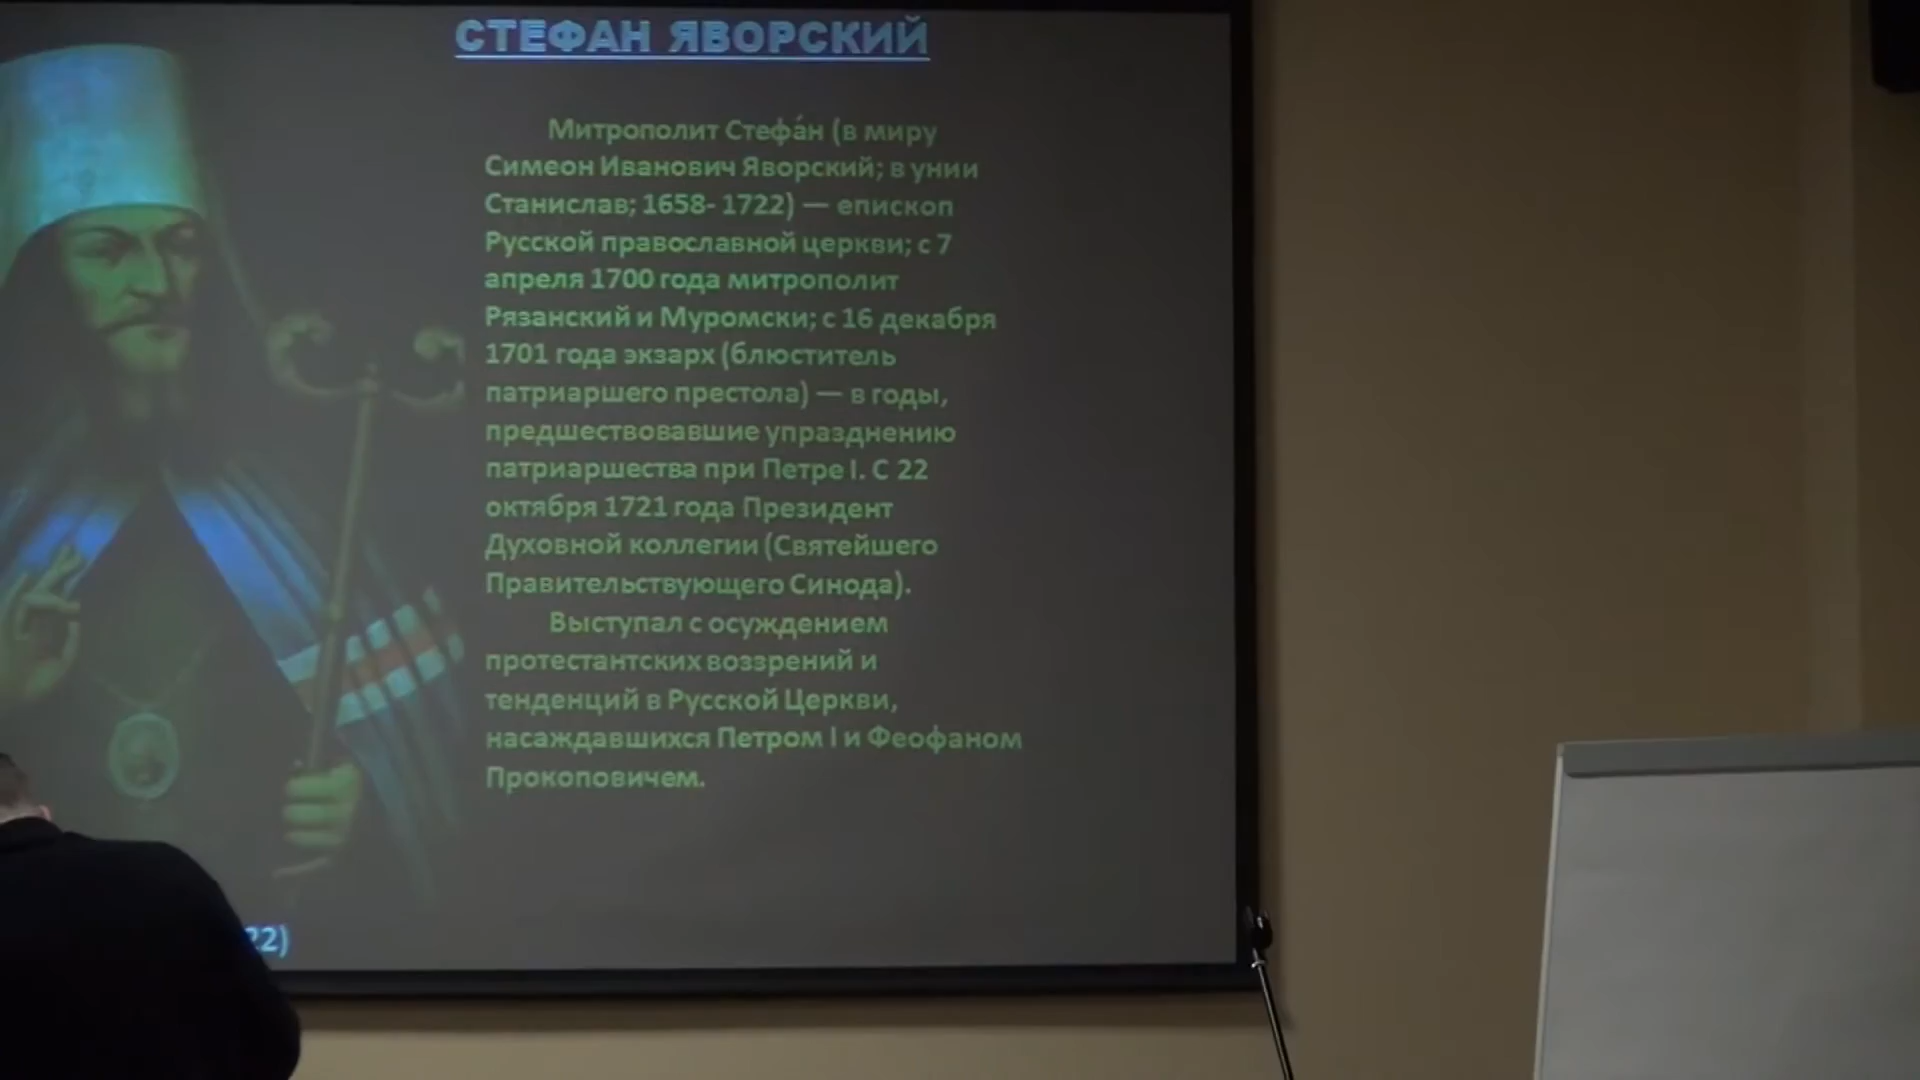 СТЕФАН ЯВОРСКИЙ
Митрополит Стефа́н (в миру
Симеон Иванович Яворский; в унии
Станислав; 1658- 1722) — епископ
Русской православной церкви; с 7
апреля 1700 года митрополит
Рязанский и Муромски; с 16 декабря
1701 года экзарх (блюститель
патриаршего престола) — в годы,
предшествовавшие упразднению
патриаршества при Петре I. С 22
октября 1721 года Президент
Духовной коллегии (Святейшего
Правительствующего Синода).
Выступал с осуждением
протестантских воззрений и
тенденций в Русской Церкви,
насаждавшихся Петром I и Феофаном
Прокоповичем.
22)